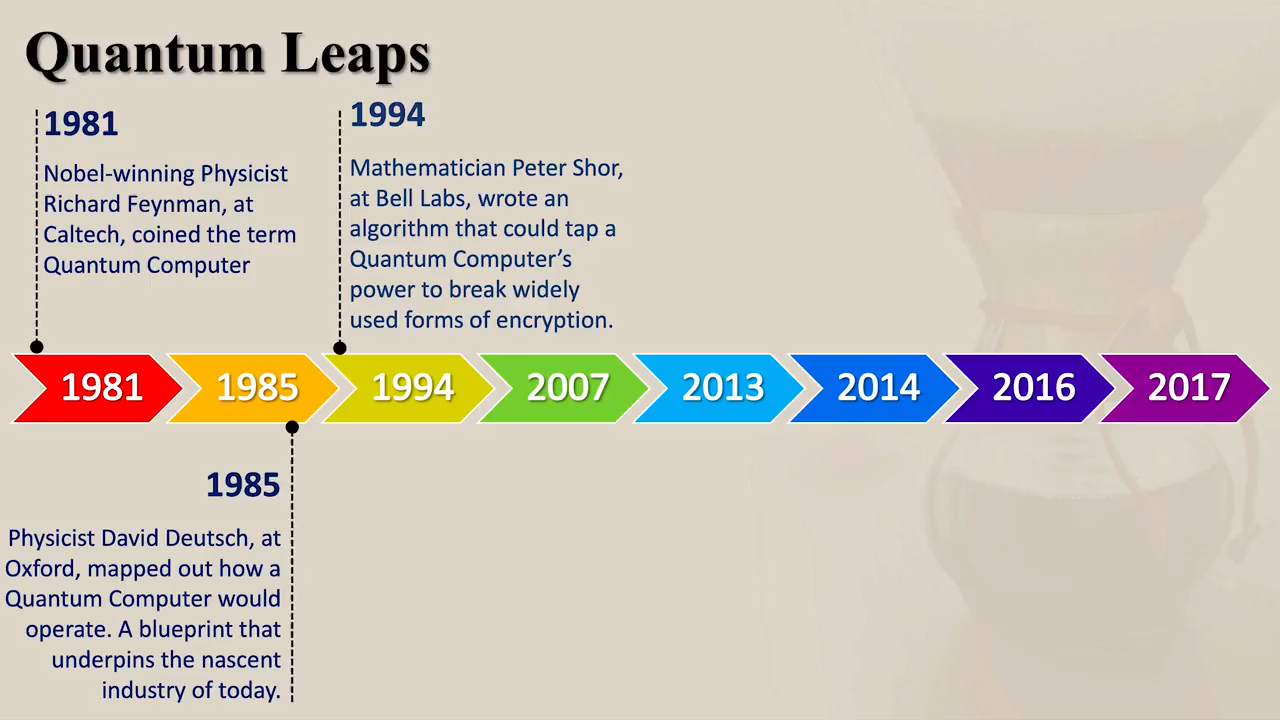 Quantum Leaps
1981
Nobel-winning Physicist
Richard Feynman, at
Caltech, coined the term
Quantum Computer
1994
Mathematician Peter Shor,
at Bell Labs, wrote an
algorithm that could tap a
Quantum Computer’s
power to break widely
used forms of encryption.
1981 1985 1994 2007 2013 2014 2016 2017
1985
Physicist David Deutsch, at
Oxford, mapped out how a
Quantum Computer would
operate. A blueprint that
underpins the nascent
industry of today.